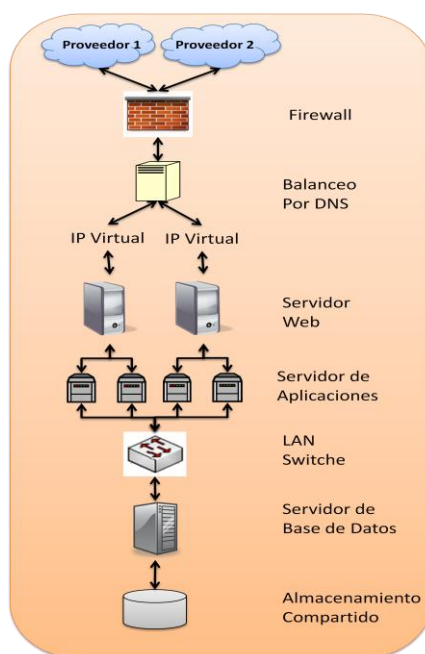 Proveedor 1 Proveedor 2
Firewall
Balanceo
Por DNS
IP Virtual IP Virtual
Servidor
Web
Servidor de
Aplicaciones
LAN
Switche
Servidor de
Base de Datos
Almacenamiento
Compartido